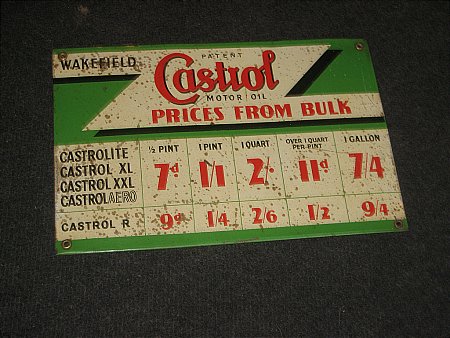 WAKEFIELD
PATENT
Castrol
MOTOR OIL
PRICES FROM BULK
½ PINT 1 PINT 1 QUART OVER 1 QUART PER·PINT 1 GALLON
CASTROLITE
CASTROL XL
CASTROL XXL
CASTROLAERO
7d 1/1 2/- 11d 7/4
CASTROL R 9d 1/4 2/6 1/2 9/4